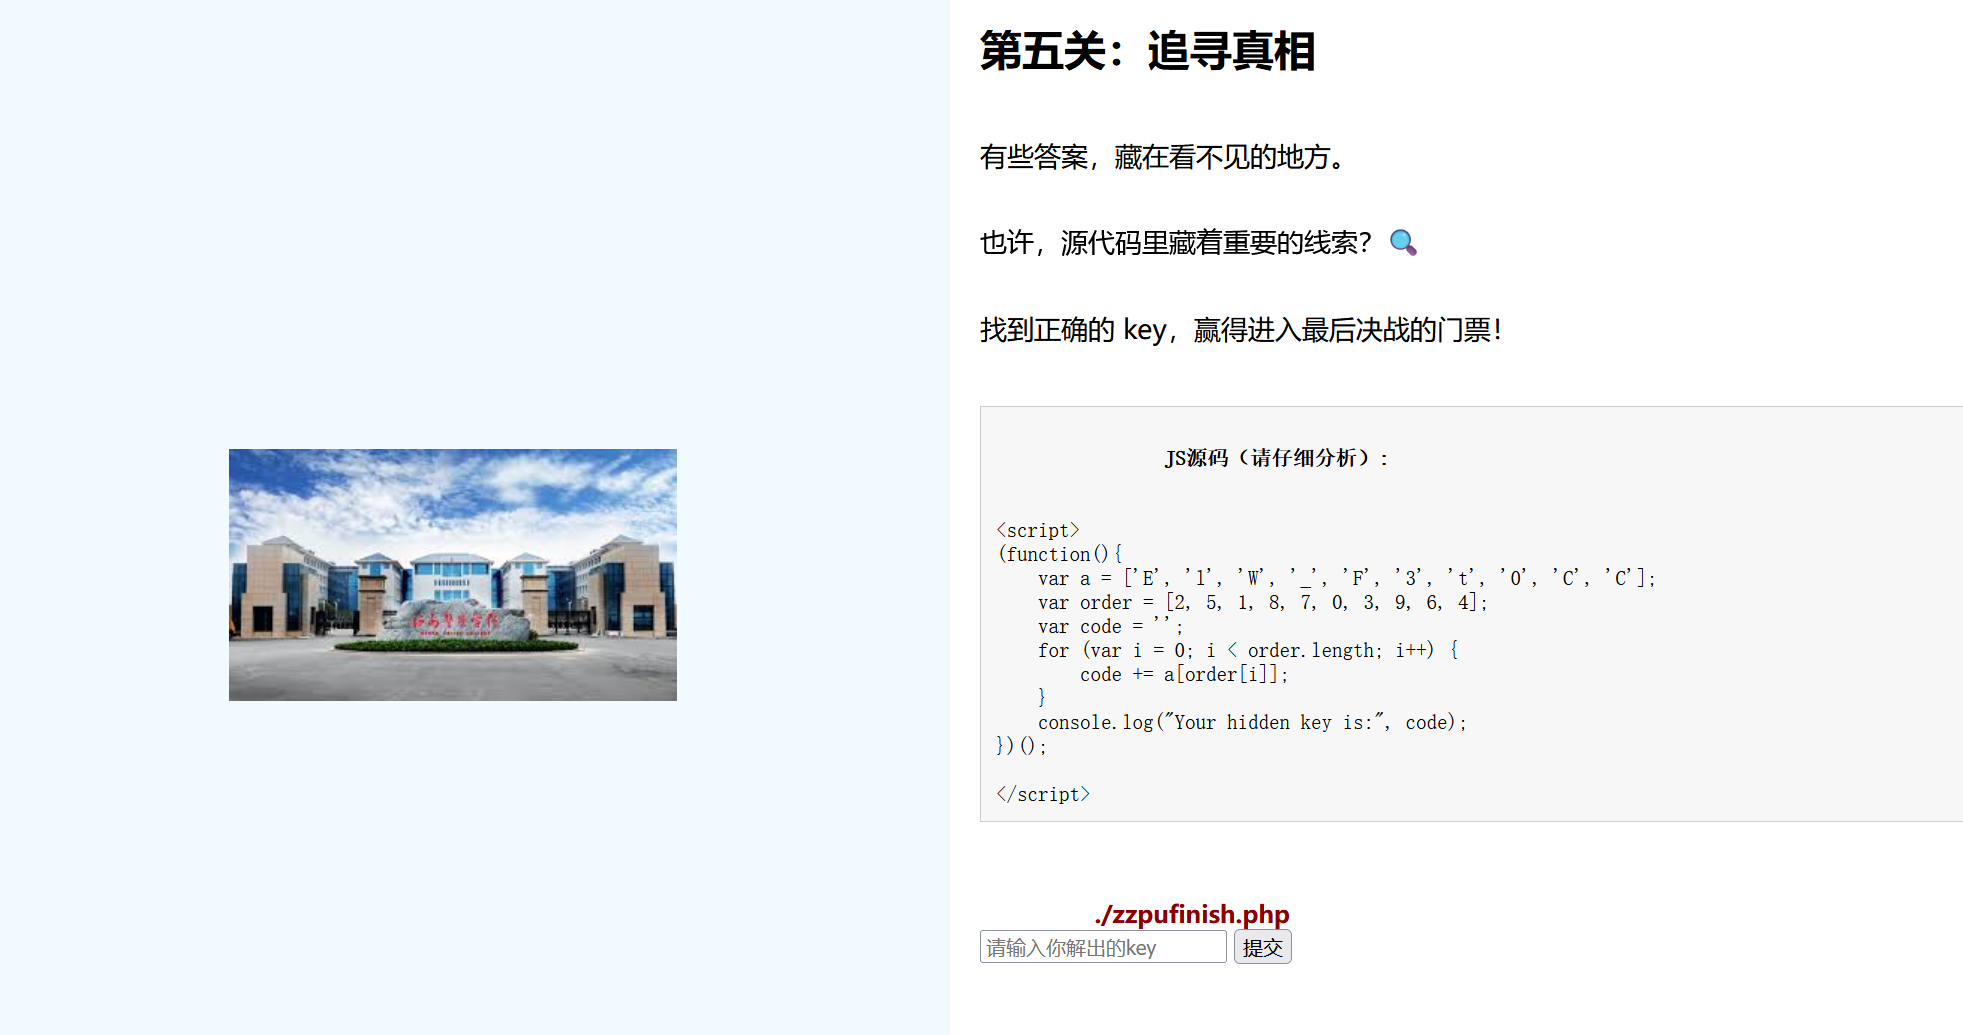 第五关：追寻真相
有些答案，藏在看不见的地方。
也许，源代码里藏着重要的线索？🔍
找到正确的 key，赢得进入最后决战的门票！
JS源码（请仔细分析）:
<script>
(function(){
    var a = ['E', 'l', 'W', '_', 'F', '3', 't', '0', 'C', 'C'];
    var order = [2, 5, 1, 8, 7, 0, 3, 9, 6, 4];
    var code = '';
    for (var i = 0; i < order.length; i++) {
        code += a[order[i]];
    }
    console.log("Your hidden key is:", code);
})();
</script>
./zzpufinish.php
请输入你解出的key 提交